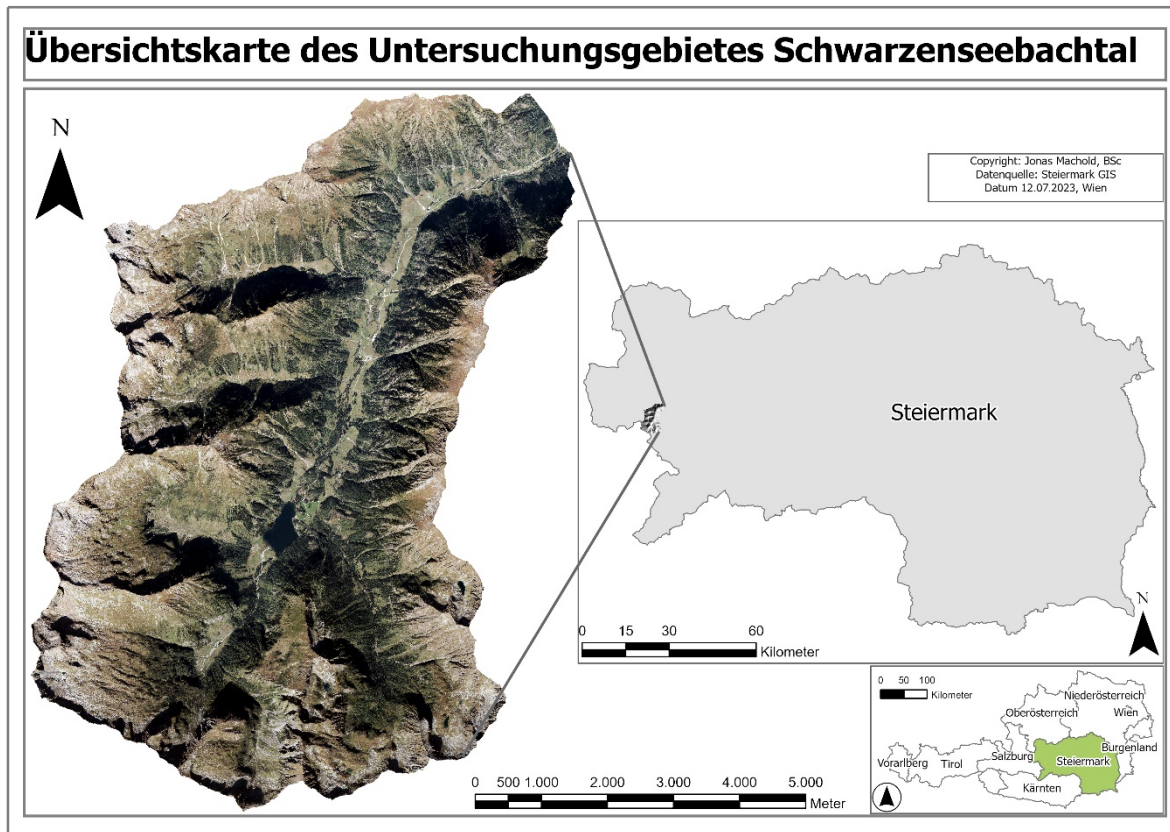 Übersichtskarte des Untersuchungsgebietes Schwarzenseebachtal
N
Copyright: Jonas Machold, BSc
Datenquelle: Steiermark GIS
Datum 12.07.2023, Wien
Steiermark
N
0 15 30 60
Kilometer
0 50 100
Kilometer
Niederösterreich
Oberösterreich
Wien
Burgenland
Salzburg
Steiermark
Vorarlberg
Tirol
Kärnten
0 500 1.000 2.000 3.000 4.000 5.000
Meter